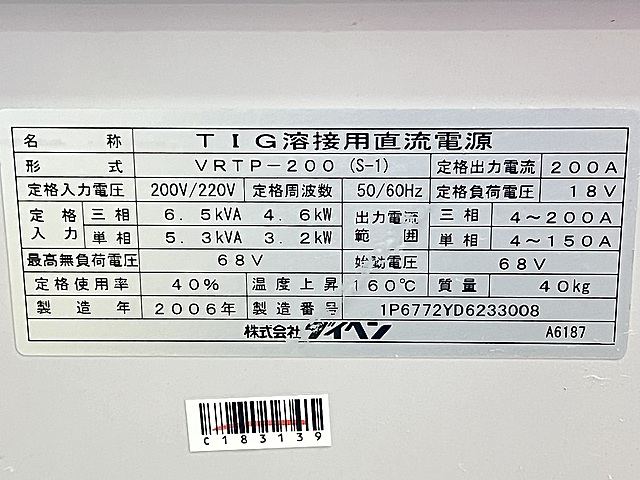 名称 TIG溶接用直流電源
形式 VRTP-200 (S-1) 定格出力電流 200A
定格入力電圧 200V/220V 定格周波数 50/60Hz 定格負荷電圧 18V
定格入力 三相 6.5kVA 4.6kW 出力電流範囲 三相 4～200A
単相 5.3kVA 3.2kW 単相 4～150A
最高無負荷電圧 68V 始動電圧 68V
定格使用率 40% 温度上昇 160℃ 質量 40kg
製造年 2006年 製造番号 1P6772YD6233008
株式会社ダイヘン A6187
C183139